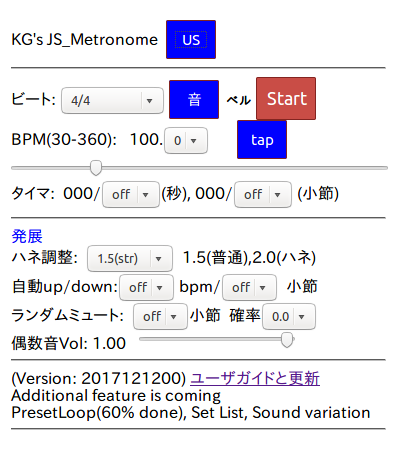 KG's JS_Metronome US
ビート: 4/4 音 ベル Start
BPM(30-360): 100. 0 tap
タイマ: 000/ off (秒), 000/ off (小節)
発展
ハネ調整: 1.5(str) 1.5(普通),2.0(ハネ)
自動up/down: off bpm/ off 小節
ランダムミュート: off 小節 確率 0.0
偶数音Vol: 1.00
(Version: 2017121200) ユーザガイドと更新
Additional feature is coming
PresetLoop(60% done), Set List, Sound variation